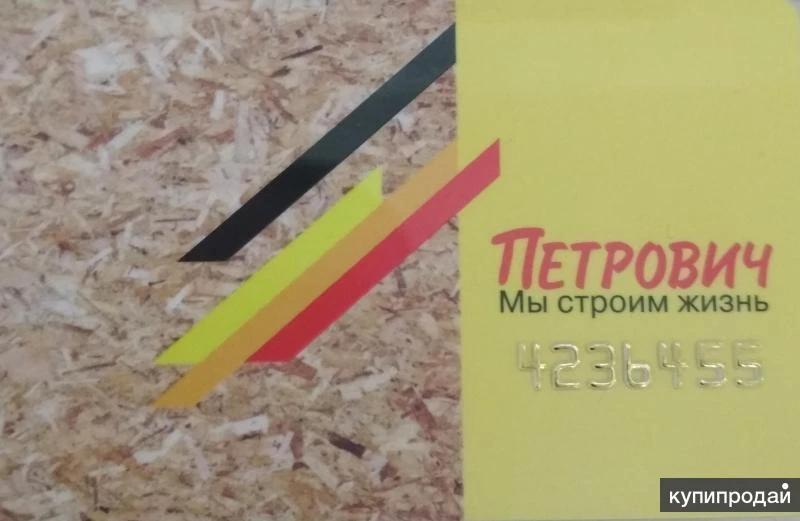 ПЕТРОВИЧ
Мы строим жизнь
4236455
купипродай